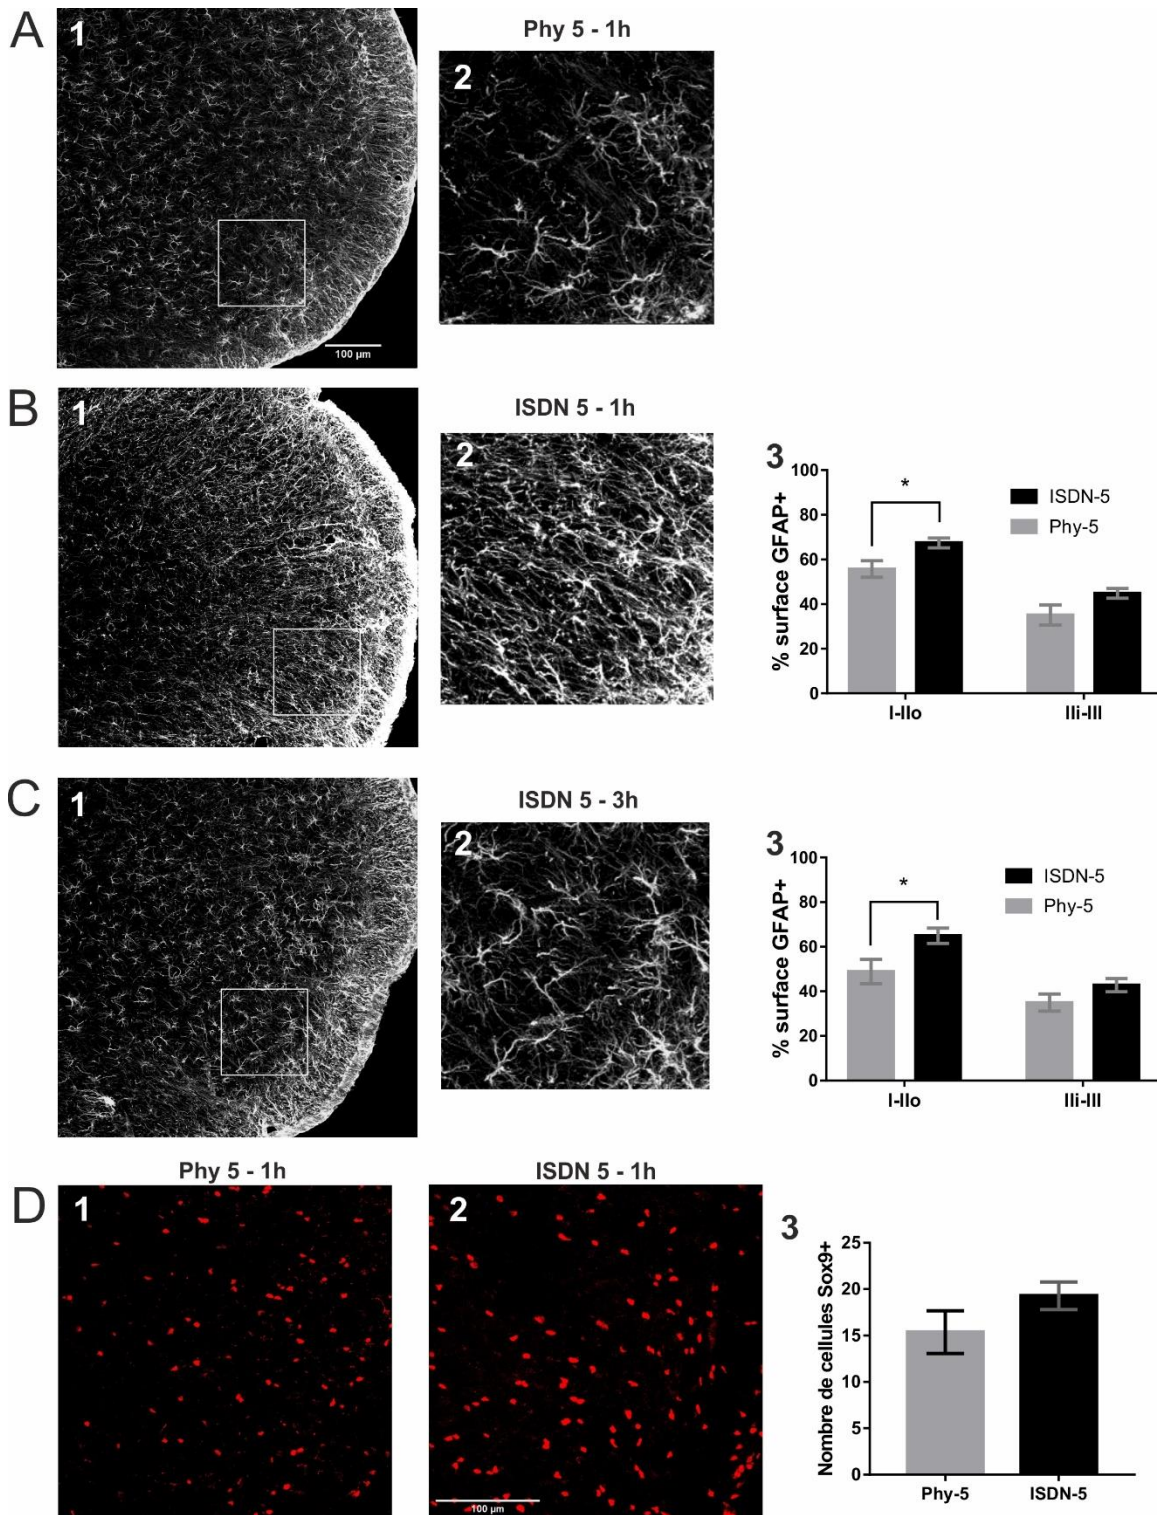 A
1
Phy 5 - 1h
2
100 µm
B
1
ISDN 5 - 1h
2
3
% surface GFAP+
100
80
60
40
20
0
*
ISDN-5
Phy-5
I-IIo
IIi-III
C
1
ISDN 5 - 3h
2
3
% surface GFAP+
100
80
60
40
20
0
*
ISDN-5
Phy-5
I-IIo
IIi-III
D
Phy 5 - 1h
1
ISDN 5 - 1h
2
100 µm
3
Nombre de cellules Sox9+
25
20
15
10
5
0
Phy-5
ISDN-5